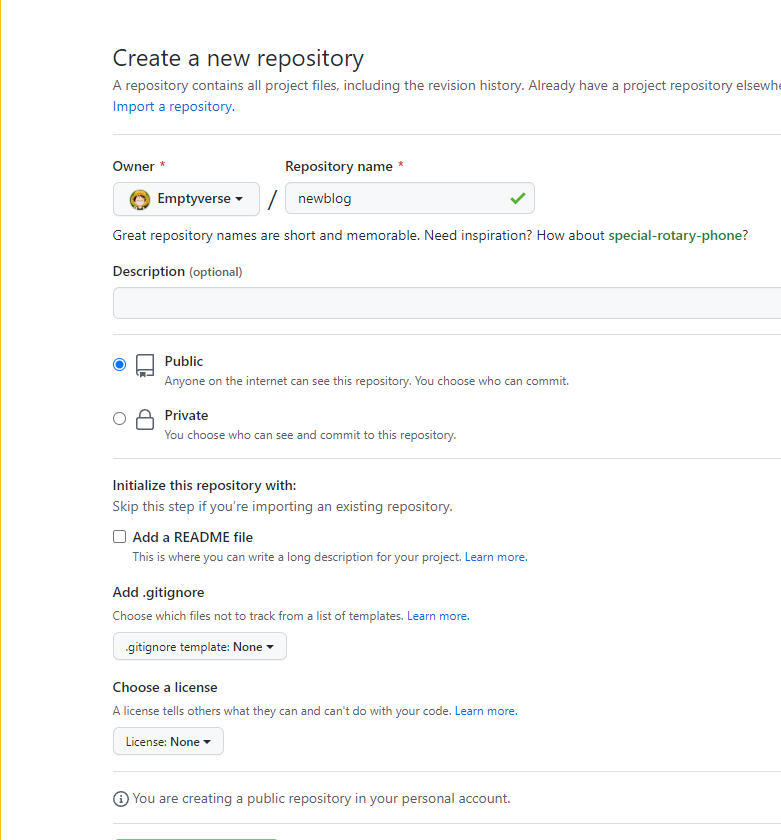 Create a new repository
A repository contains all project files, including the revision history. Already have a project repository
Import a repository.
Owner *
Repository name *
Emptyverse
/
newblog
Great repository names are short and memorable. Need inspiration? How about special-rotary-phone?
Description (optional)
Public
Anyone on the internet can see this repository. You choose who can commit.
Private
You choose who can see and commit to this repository.
Initialize this repository with:
Skip this step if you're importing an existing repository.
Add a README file
This is where you can write a long description for your project. Learn more.
Add .gitignore
Choose which files not to track from a list of templates. Learn more.
.gitignore template: None
Choose a license
A license tells others what they can and can't do with your code. Learn more.
License: None
You are creating a public repository in your personal account.